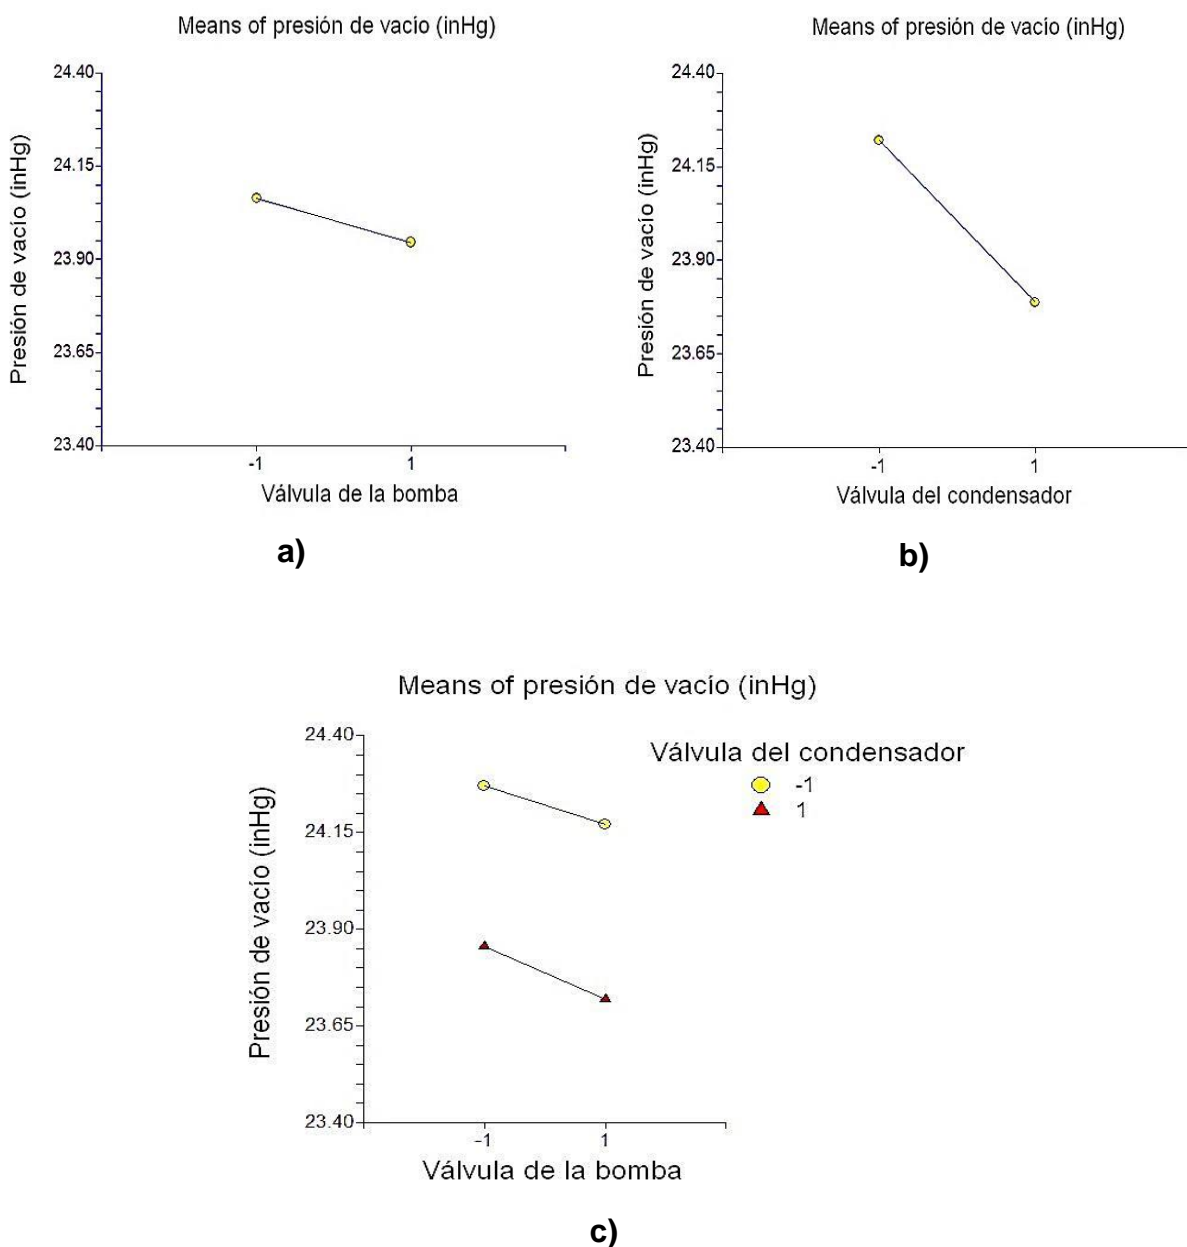 Means of presión de vacío (inHg)
24.40
24.15
23.90
23.65
23.40
Presión de vacío (inHg)
-1
1
Válvula de la bomba
a)
Means of presión de vacío (inHg)
24.40
24.15
23.90
23.65
23.40
Presión de vacío (inHg)
-1
1
Válvula del condensador
b)
Means of presión de vacío (inHg)
24.40
24.15
23.90
23.65
23.40
Presión de vacío (inHg)
-1
1
Válvula de la bomba
Válvula del condensador
-1
1
c)